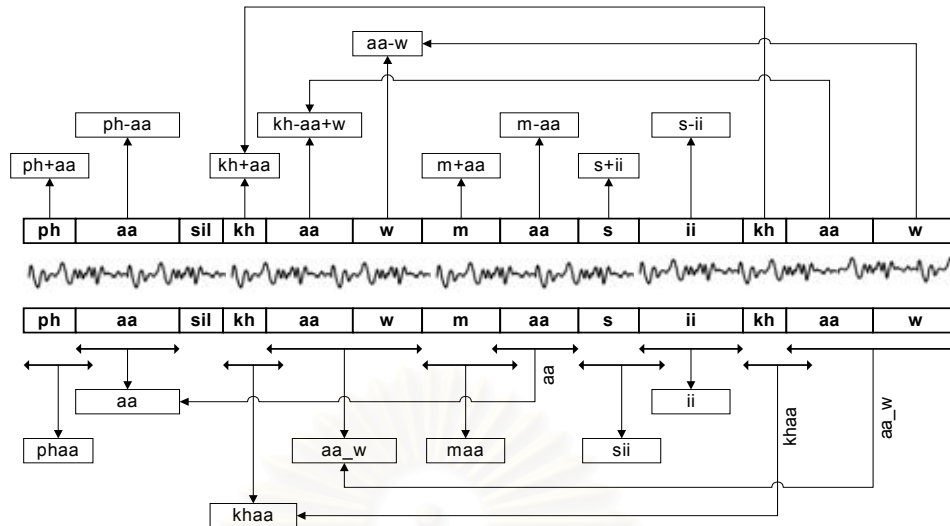 aa-w
ph-aa kh-aa+w m-aa s-ii
ph+aa kh+aa m+aa s+ii
ph aa sil kh aa w m aa s ii kh aa w
ph aa sil kh aa w m aa s ii kh aa w
aa ii aa khaa aa_w
phaa aa_w maa sii
khaa